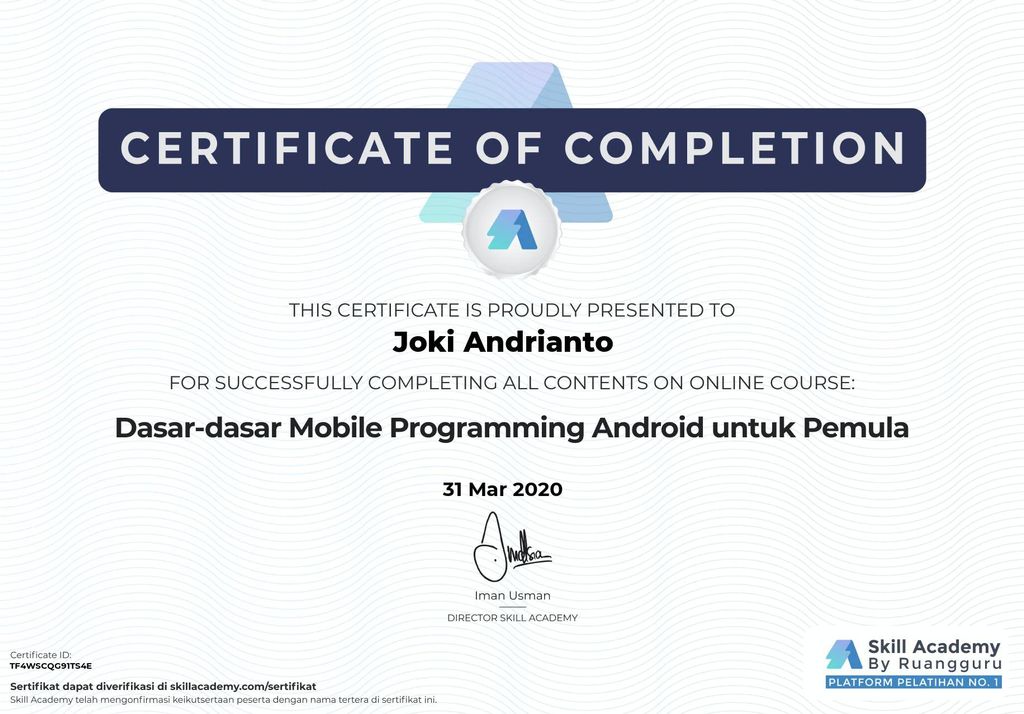 CERTIFICATE OF COMPLETION
THIS CERTIFICATE IS PROUDLY PRESENTED TO
Joki Andrianto
FOR SUCCESSFULLY COMPLETING ALL CONTENTS ON ONLINE COURSE:
Dasar-dasar Mobile Programming Android untuk Pemula
31 Mar 2020
Iman Usman
DIRECTOR SKILL ACADEMY
Certificate ID:
TF4WSCQG91TS4E
Sertifikat dapat diverifikasi di skillacademy.com/sertifikat
Skill Academy telah mengonfirmasi keikutsertaan peserta dengan nama tertera di sertifikat ini.
Skill Academy
By Ruangguru
PLATFORM PELATIHAN NO. 1